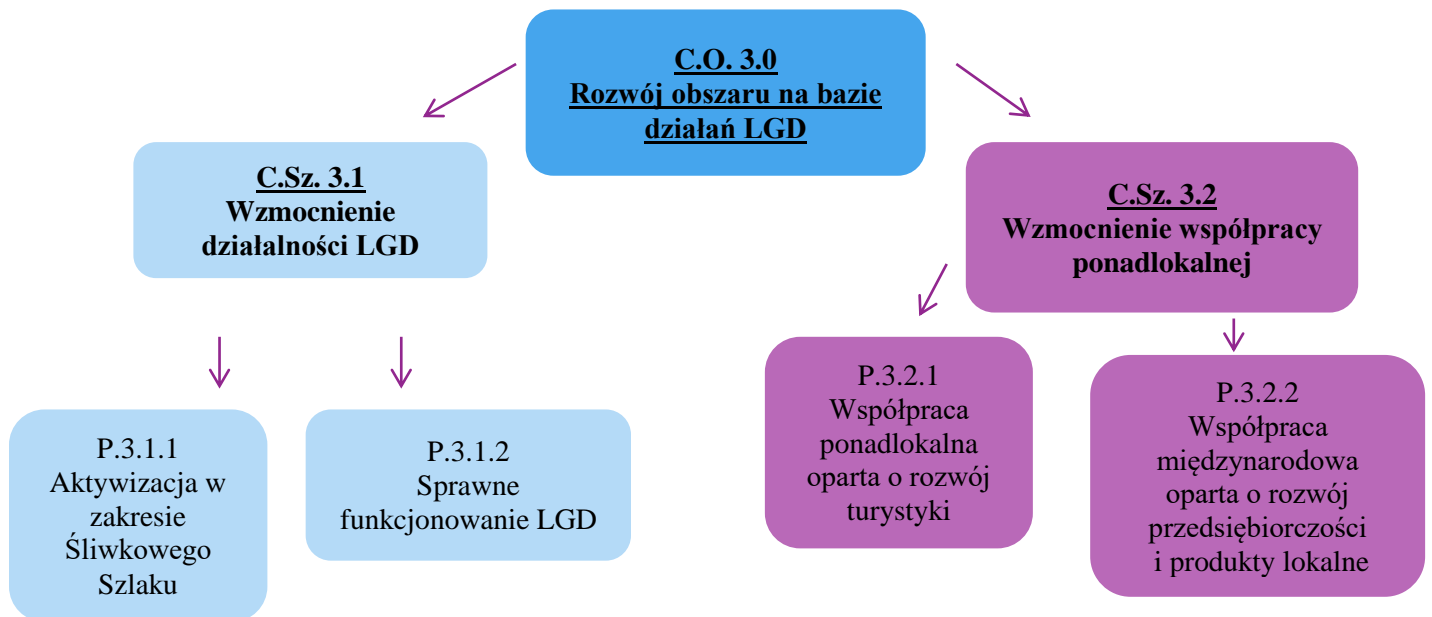 C.O. 3.0
Rozwój obszaru na bazie
działań LGD
C.Sz. 3.1
Wzmocnienie
działalności LGD
C.Sz. 3.2
Wzmocnienie współpracy
ponadlokalnej
P.3.1.1
Aktywizacja w
zakresie
Śliwkowego
Szlaku
P.3.1.2
Sprawne
funkcjonowanie LGD
P.3.2.1
Współpraca
ponadlokalna
oparta o rozwój
turystyki
P.3.2.2
Współpraca
międzynarodowa
oparta o rozwój
przedsiębiorczości
i produkty lokalne